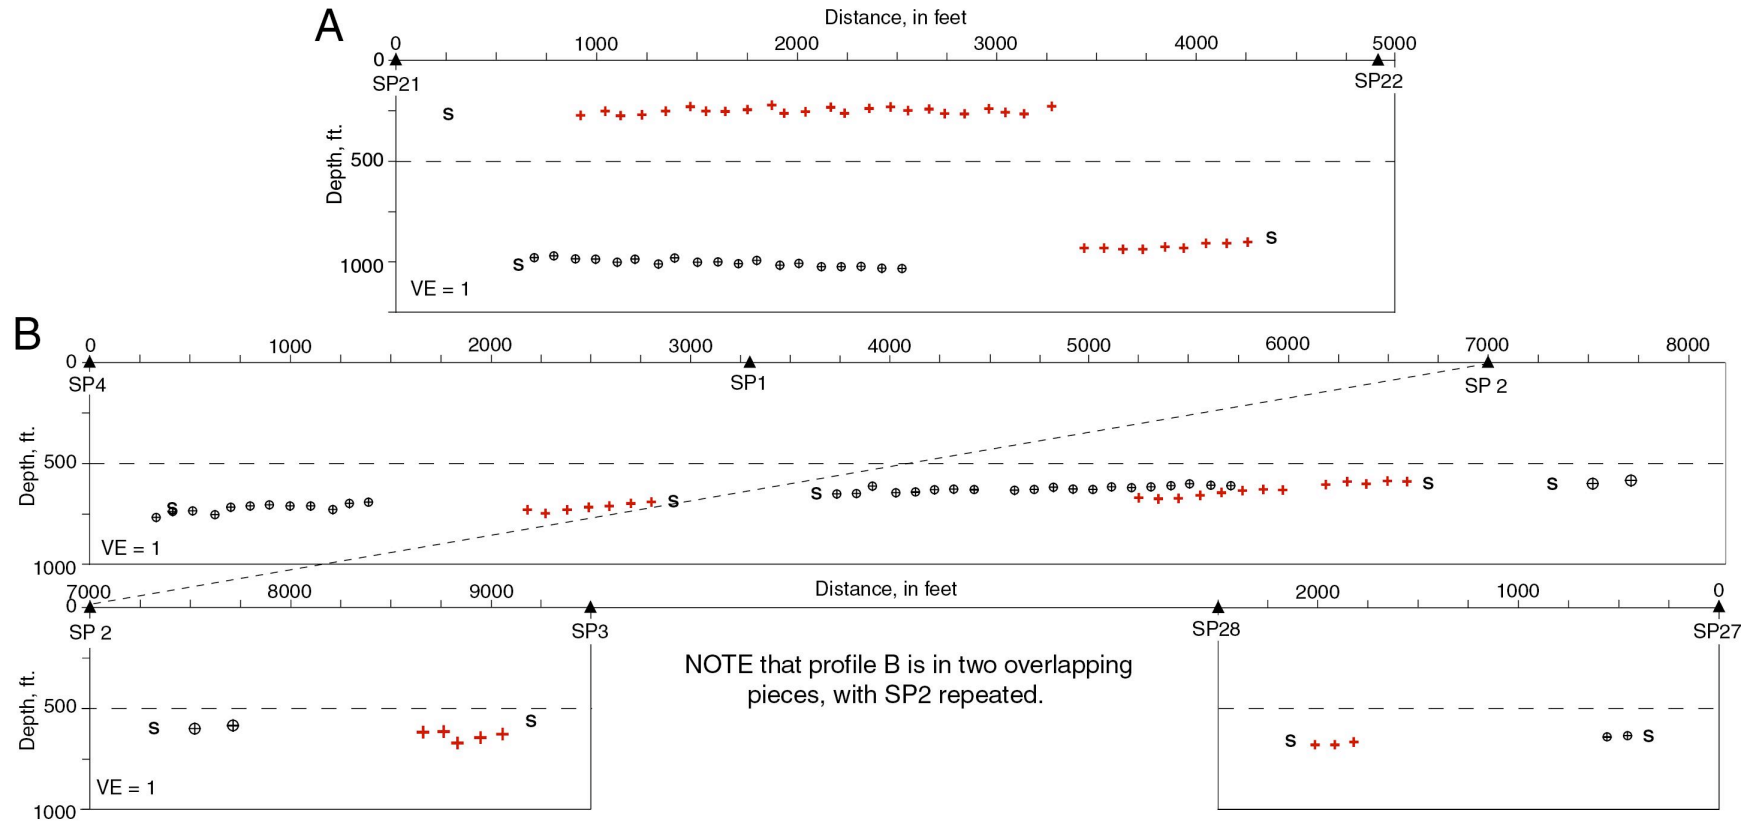 A
Distance, in feet
0 1000 2000 3000 4000 5000
0
SP21 SP22
S
Depth, ft.
500
S
S
1000
VE = 1
B
0 1000 2000 3000 4000 5000 6000 7000 8000
0
SP4 SP1 SP 2
Depth, ft.
500
S S S S S
VE = 1
1000
7000 8000 9000 Distance, in feet 2000 1000 0
0
SP 2 SP3 SP28 SP27
NOTE that profile B is in two overlapping
pieces, with SP2 repeated.
Depth, ft.
500
S S S S
VE = 1
1000